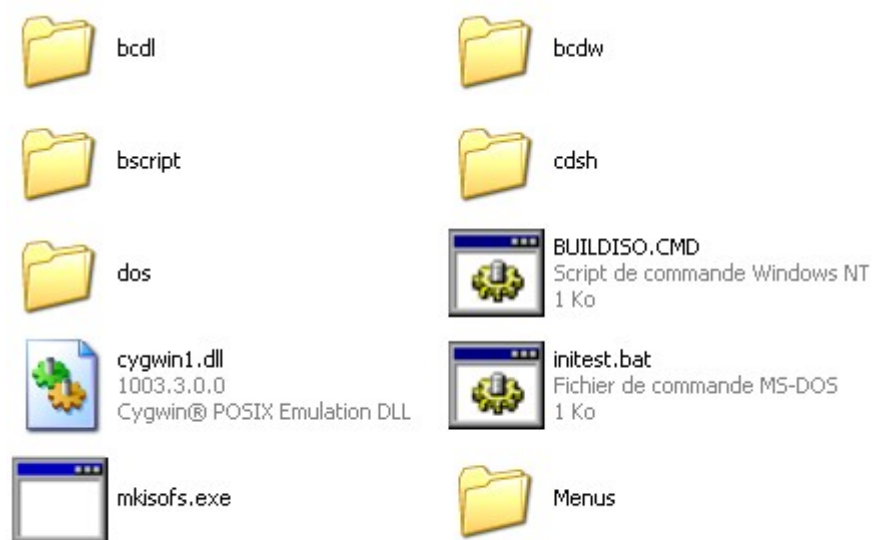 bcdl
bcdw
bscript
cdsh
dos
BUILDISO.CMD
Script de commande Windows NT
1 Ko
cygwin1.dll
1003.3.0.0
Cygwin® POSIX Emulation DLL
initest.bat
Fichier de commande MS-DOS
1 Ko
mkisofs.exe
Menus